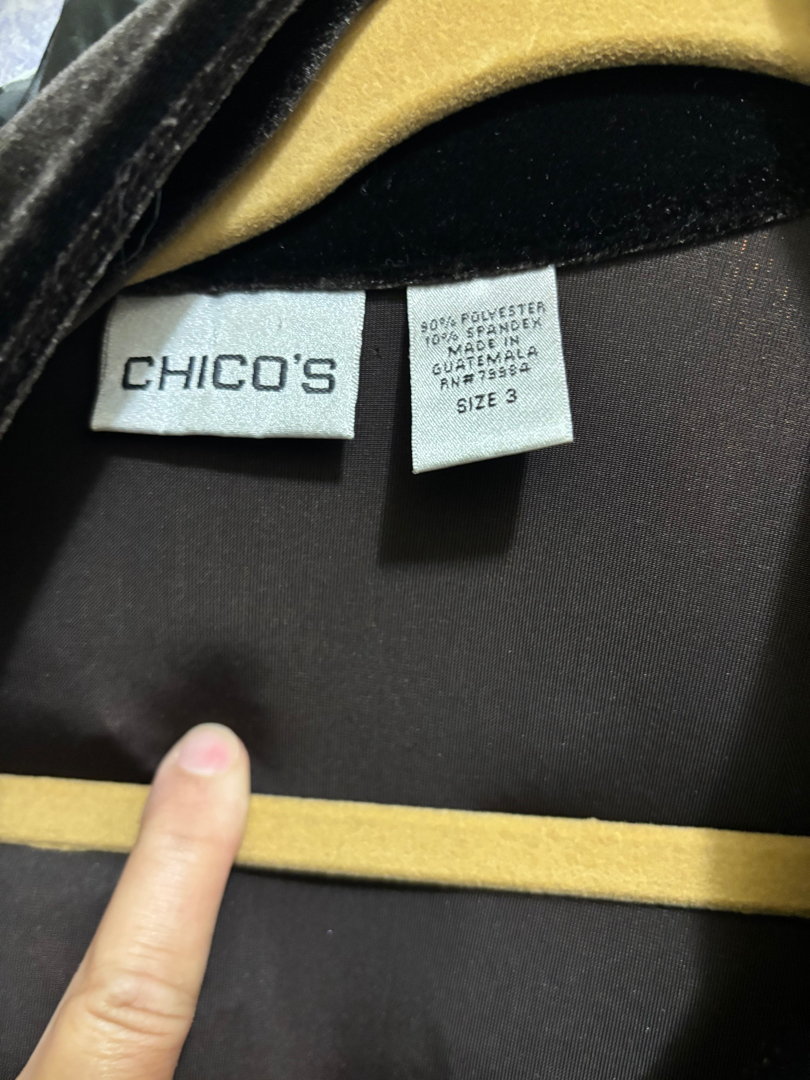 CHICO'S
90% POLYESTER
10% SPANDEX
MADE IN
GUATEMALA
RN#79984
SIZE 3